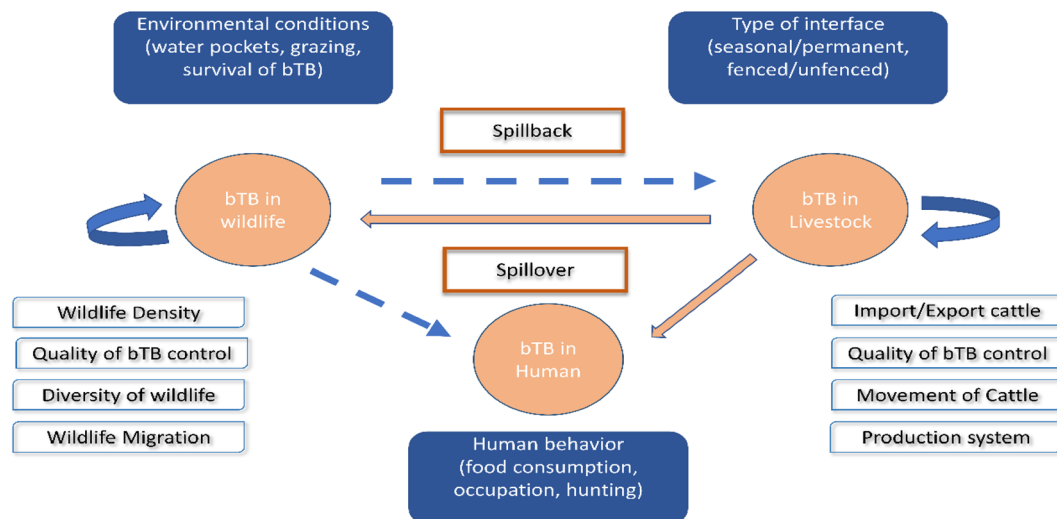 Environmental conditions
(water pockets, grazing,
survival of bTB)
Type of interface
(seasonal/permanent,
fenced/unfenced)
Spillback
bTB in
wildlife
bTB in
Livestock
Spillover
bTB in
Human
Wildlife Density
Quality of bTB control
Diversity of wildlife
Wildlife Migration
Import/Export cattle
Quality of bTB control
Movement of Cattle
Production system
Human behavior
(food consumption,
occupation, hunting)